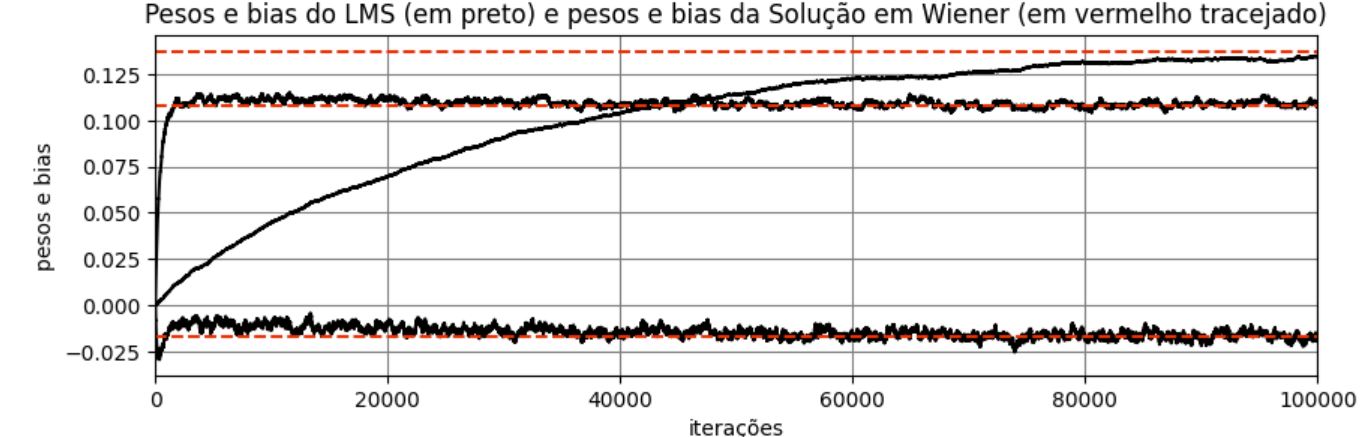 Pesos e bias do LMS (em preto) e pesos e bias da Solução em Wiener (em vermelho tracejado)
0.125
0.100
0.075
0.050
0.025
0.000
−0.025
pesos e bias
0 20000 40000 60000 80000 100000
iterações